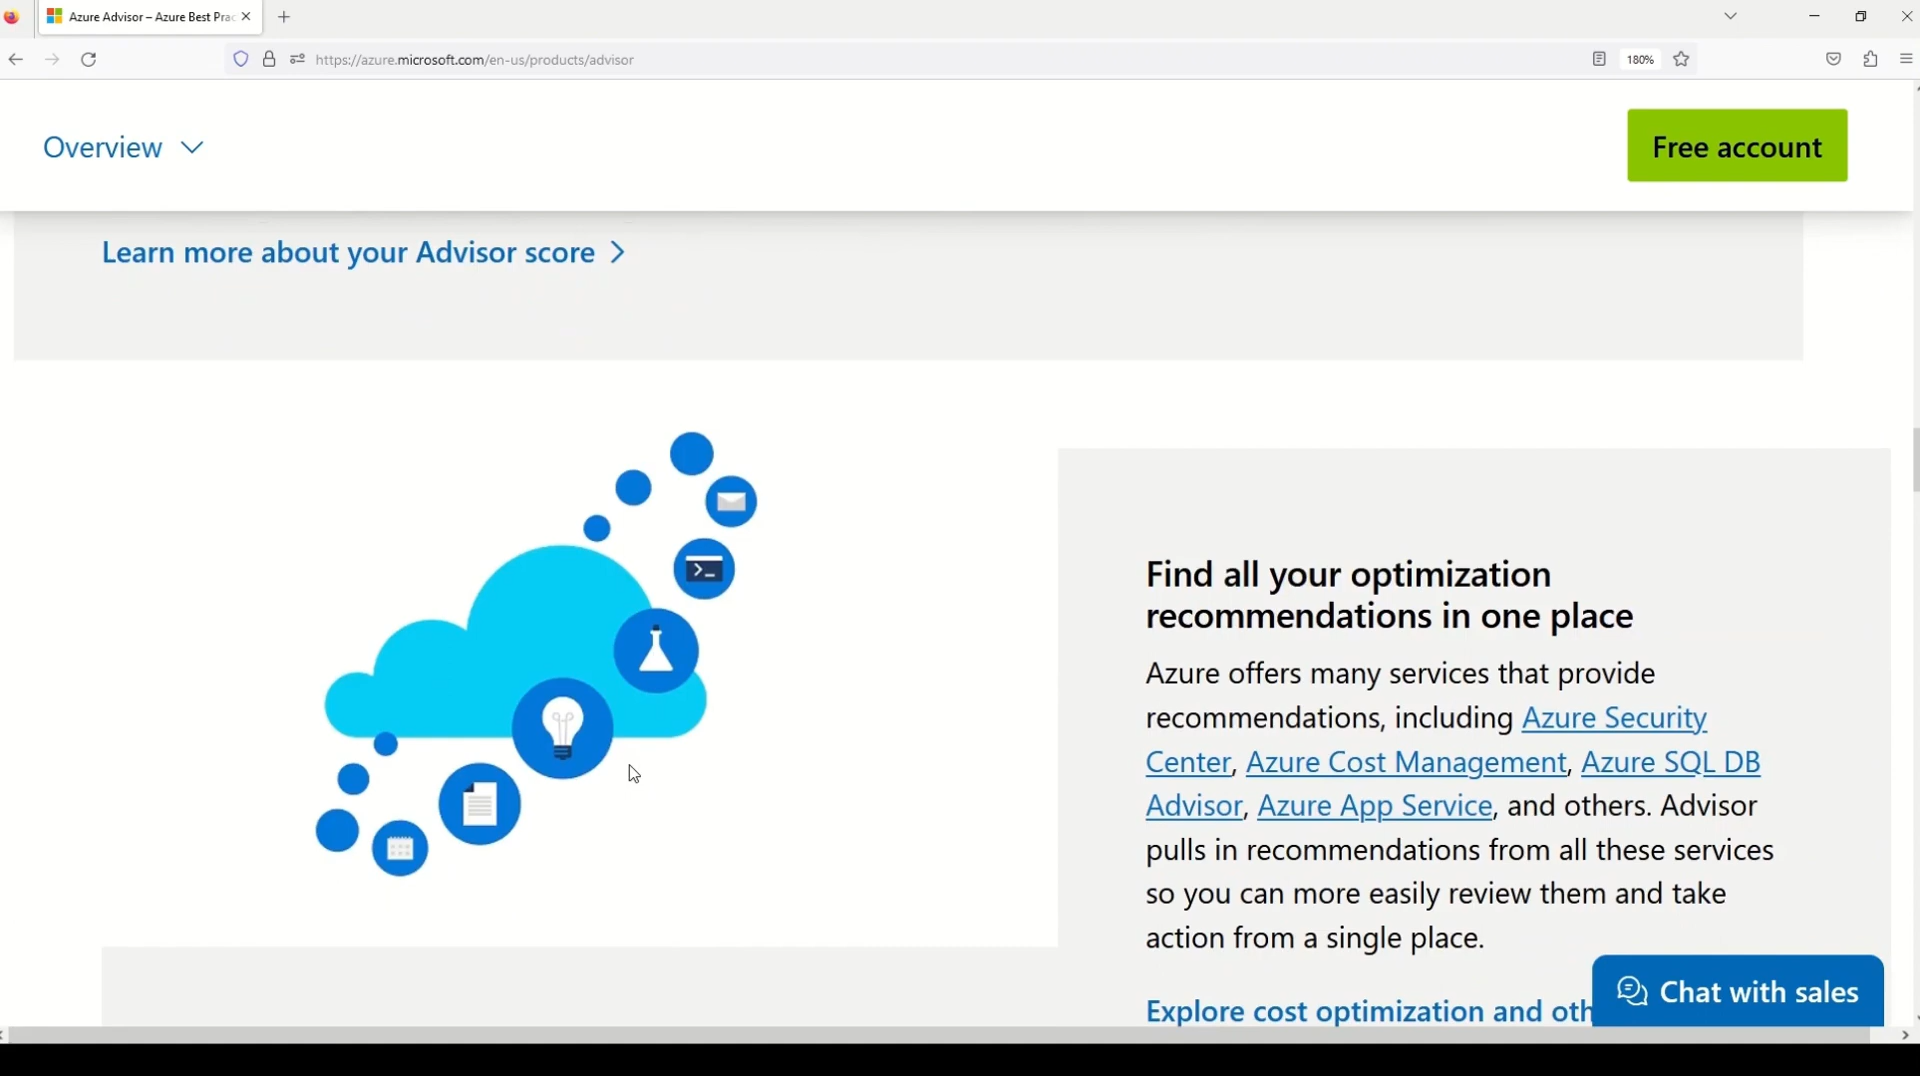 Azure Advisor – Azure Best Prac
https://azure.microsoft.com/en-us/products/advisor
180%
Overview
Free account
Learn more about your Advisor score
Find all your optimization
recommendations in one place
Azure offers many services that provide
recommendations, including Azure Security
Center, Azure Cost Management, Azure SQL DB
Advisor, Azure App Service, and others. Advisor
pulls in recommendations from all these services
so you can more easily review them and take
action from a single place.
Explore cost optimization and oth
Chat with sales